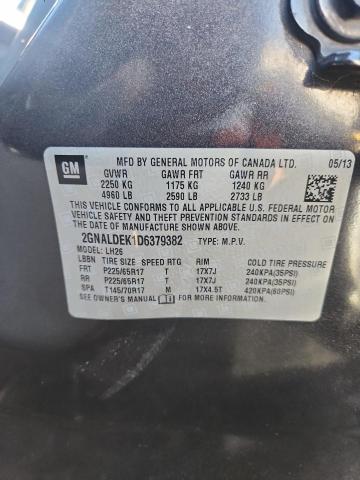 GM
MFD BY GENERAL MOTORS OF CANADA LTD. 05/13
GVWR GAWR FRT GAWR RR
2250 KG 1175 KG 1240 KG
4960 LB 2590 LB 2733 LB
THIS VEHICLE CONFORMS TO ALL APPLICABLE U.S. FEDERAL
MOTOR VEHICLE SAFETY, BUMPER, AND THEFT
PREVENTION STANDARDS IN EFFECT ON
THE DATE OF MANUFACTURE SHOWN ABOVE.
2GNALDEK1D6379382 TYPE: M.P.V.
MODEL: LH26
LBBN TIRE SIZE SPEED RTG RIM COLD TIRE PRESSURE
FRT P225/65R17 T 17X7J 240KPA(35PSI)
RR P225/65R17 T 17X7J 240KPA(35PSI)
SPA T145/70R17 M 17X4.5T 420KPA(60PSI)
SEE OWNER'S MANUAL FOR MORE INFORMATION.